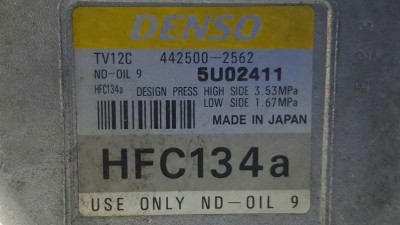 DENSO
TV12C 442500-2562
ND-OIL 9 5U02411
HFC134a DESIGN PRESS HIGH SIDE 3.53MPa
LOW SIDE 1.67MPa
MADE IN JAPAN
HFC134a
USE ONLY ND-OIL 9